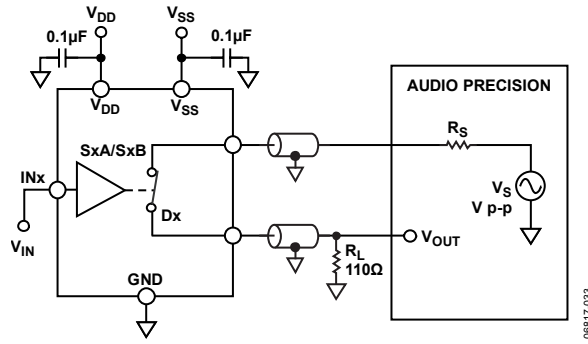 VDD
VSS
0.1µF
0.1µF
VDD
VSS
AUDIO PRECISION
SxA/SxB
RS
INx
VS
V p-p
Dx
VIN
VOUT
RL
110Ω
GND
06817-033